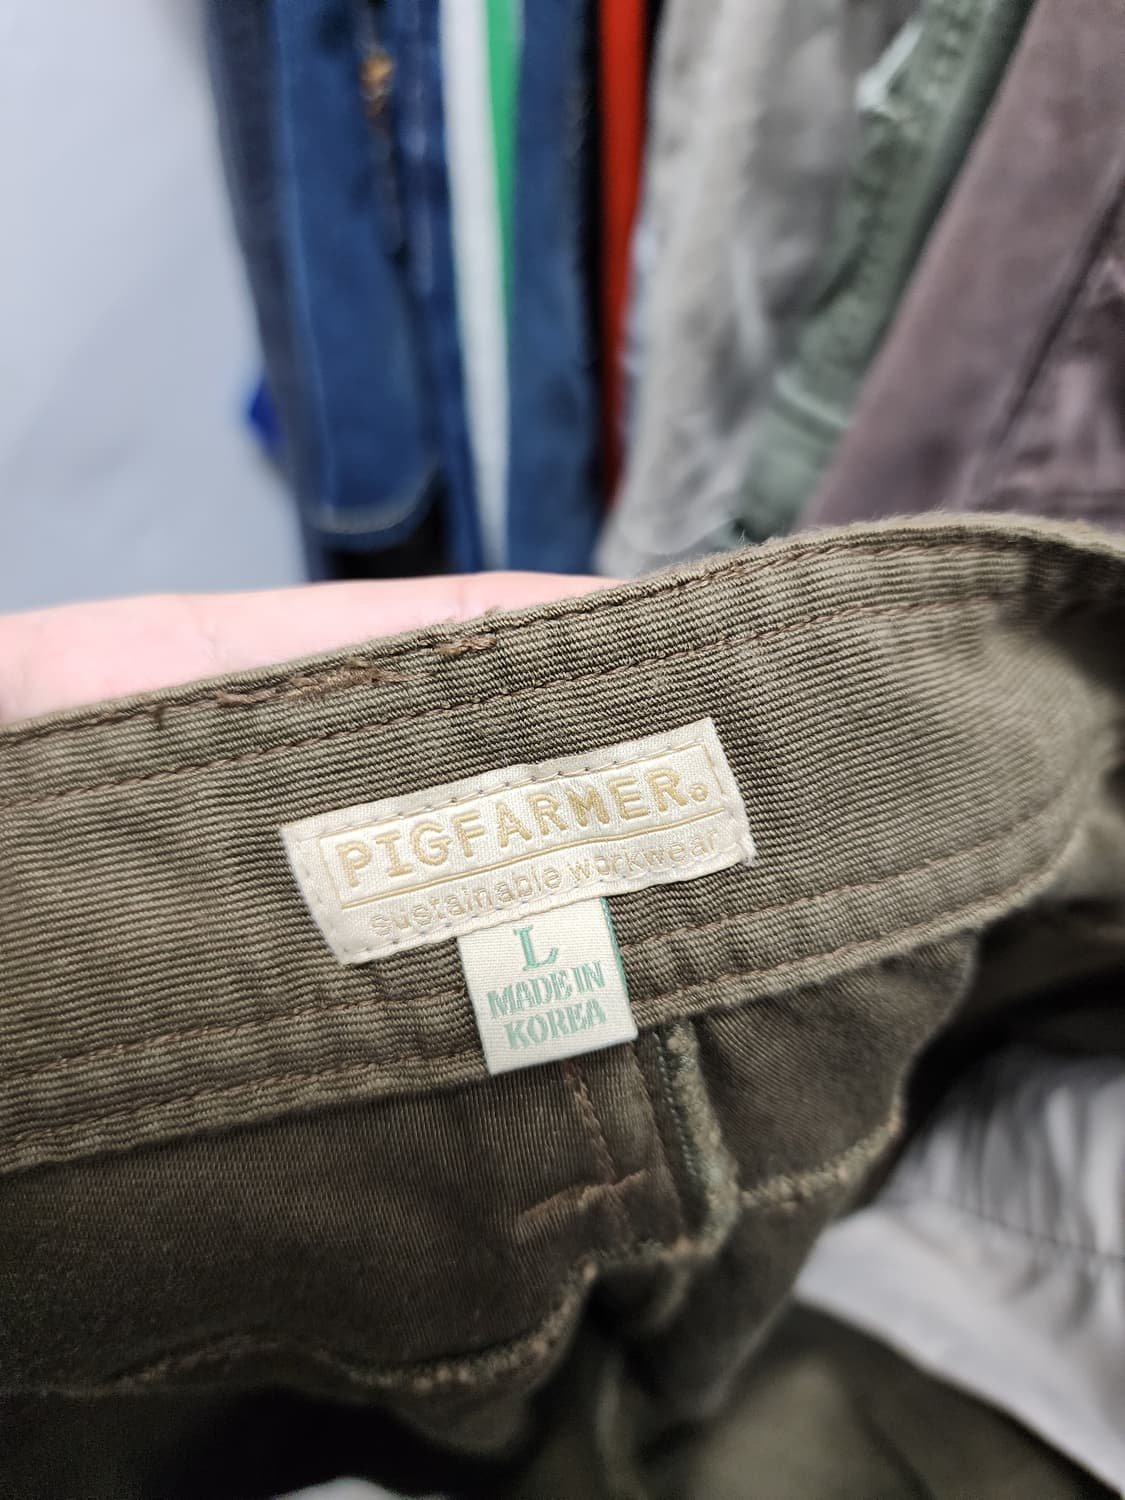 PIGFARMER®
sustainable workwear
L
MADE IN
KOREA